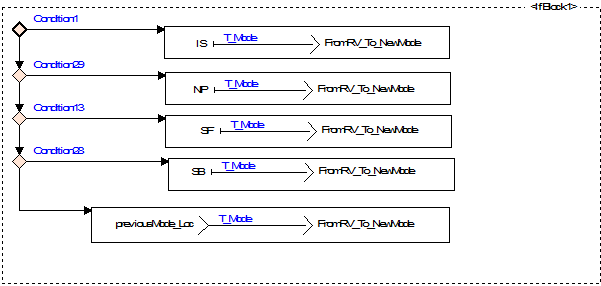 <IfBlock1>
Condition1
IS T_Mode FromRV_To_NewMode
Condition29
NP T_Mode FromRV_To_NewMode
Condition13
SF T_Mode FromRV_To_NewMode
Condition28
SB T_Mode FromRV_To_NewMode
previousMode_Loc T_Mode FromRV_To_NewMode